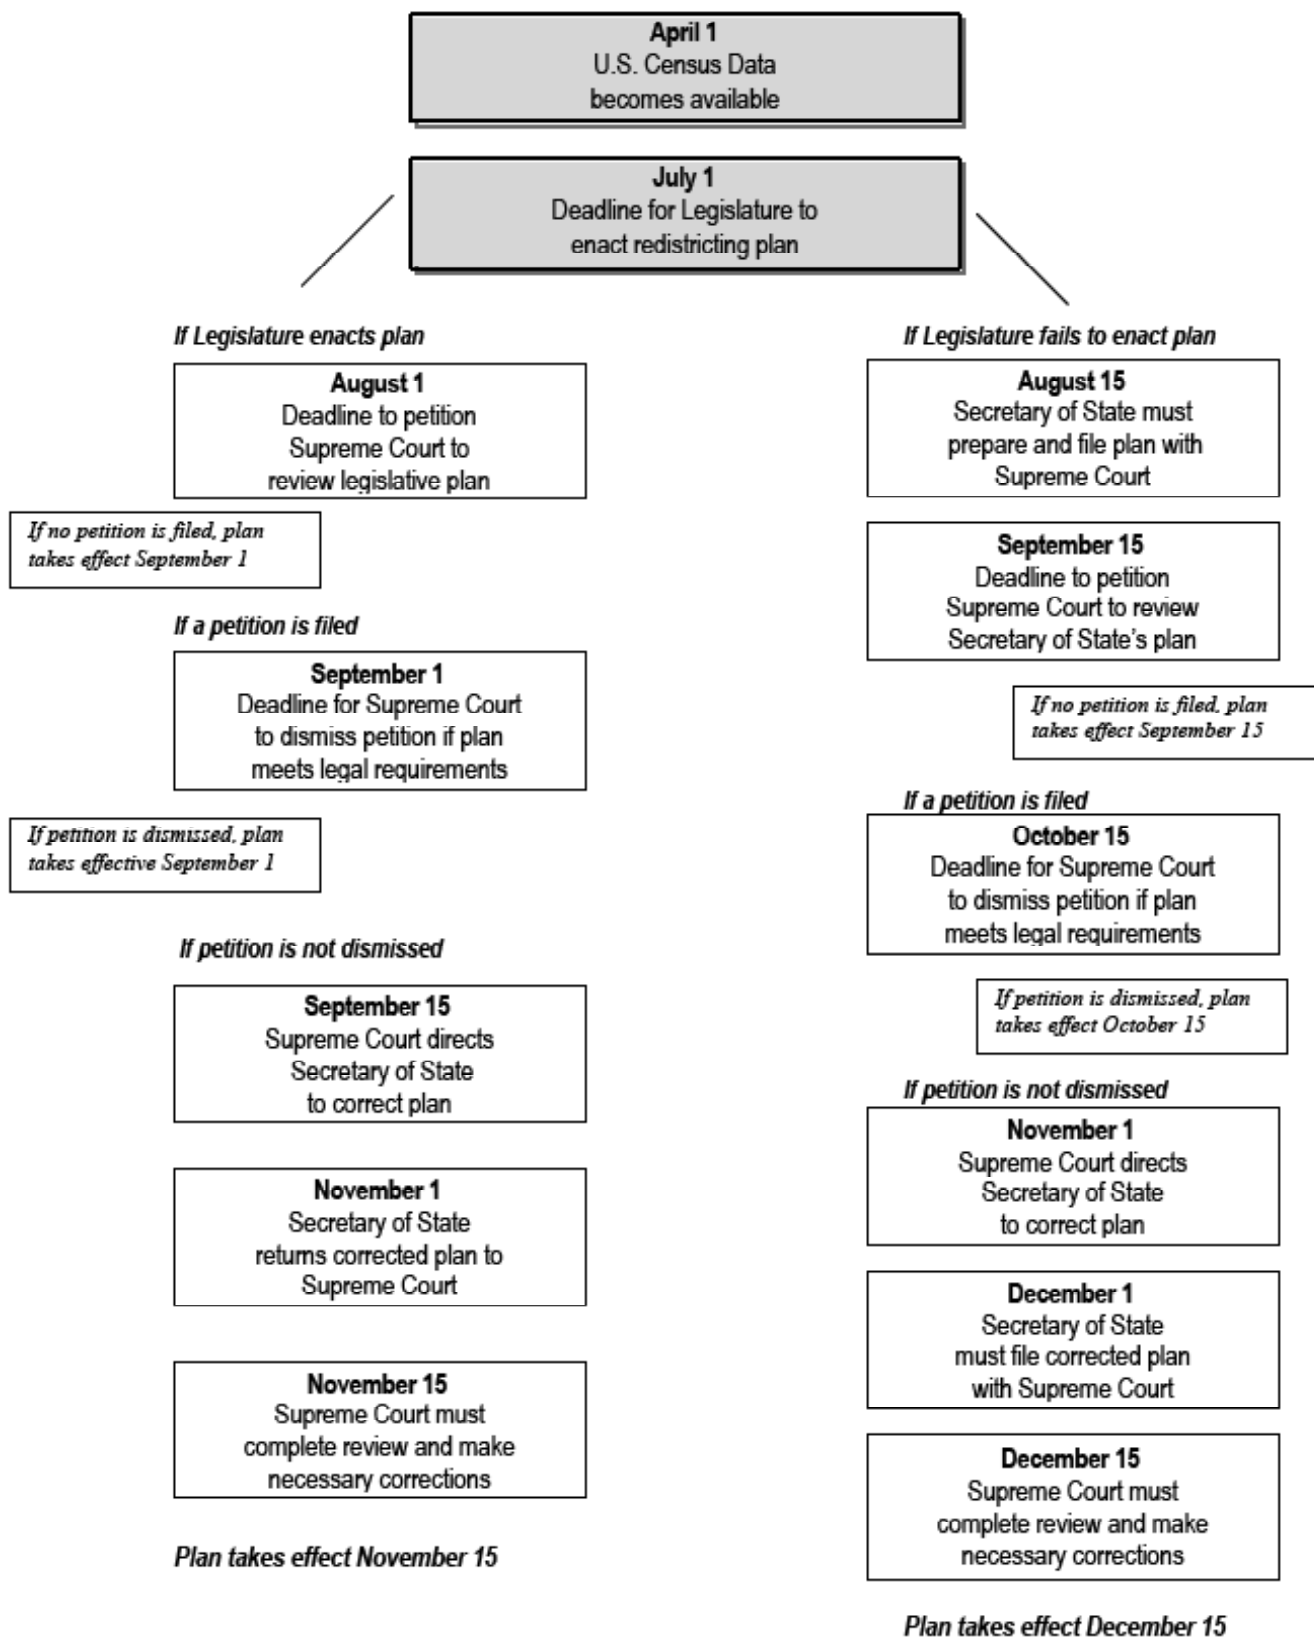 April 1
U.S. Census Data
becomes available
July 1
Deadline for Legislature to
enact redistricting plan
If Legislature enacts plan
August 1
Deadline to petition
Supreme Court to
review legislative plan
If no petition is filed, plan
takes effect September 1
If a petition is filed
September 1
Deadline for Supreme Court
to dismiss petition if plan
meets legal requirements
If petition is dismissed, plan
takes effective September 1
If petition is not dismissed
September 15
Supreme Court directs
Secretary of State
to correct plan
November 1
Secretary of State
returns corrected plan to
Supreme Court
November 15
Supreme Court must
complete review and make
necessary corrections
Plan takes effect November 15
If Legislature fails to enact plan
August 15
Secretary of State must
prepare and file plan with
Supreme Court
September 15
Deadline to petition
Supreme Court to review
Secretary of State's plan
If no petition is filed, plan
takes effect September 15
If a petition is filed
October 15
Deadline for Supreme Court
to dismiss petition if plan
meets legal requirements
If petition is dismissed, plan
takes effect October 15
If petition is not dismissed
November 1
Supreme Court directs
Secretary of State
to correct plan
December 1
Secretary of State
must file corrected plan
with Supreme Court
December 15
Supreme Court must
complete review and make
necessary corrections
Plan takes effect December 15